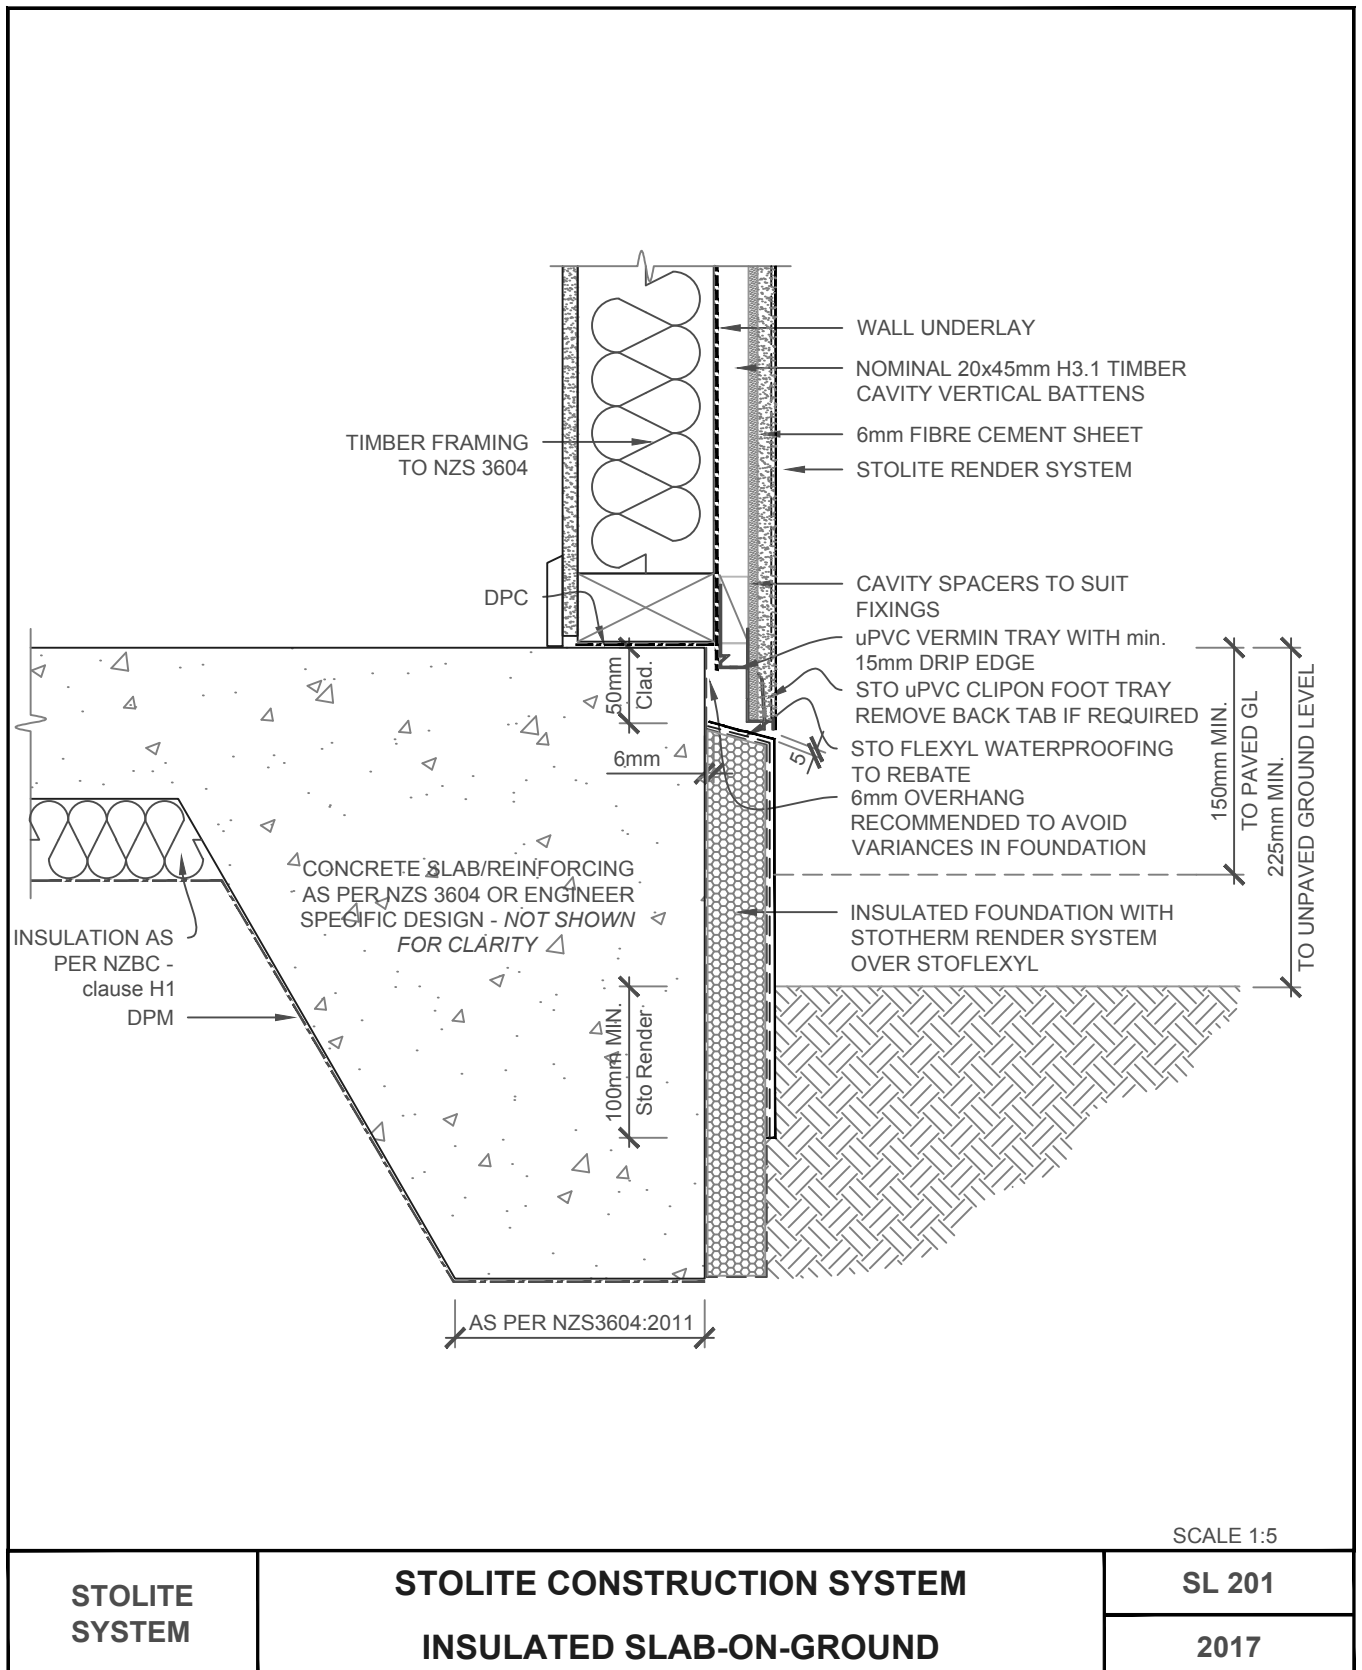 WALL UNDERLAY
NOMINAL 20x45mm H3.1 TIMBER
CAVITY VERTICAL BATTENS
6mm FIBRE CEMENT SHEET
STOLITE RENDER SYSTEM
TIMBER FRAMING
TO NZS 3604
DPC
CAVITY SPACERS TO SUIT
FIXINGS
uPVC VERMIN TRAY WITH min.
15mm DRIP EDGE
STO uPVC CLIPON FOOT TRAY
REMOVE BACK TAB IF REQUIRED
STO FLEXYL WATERPROOFING
TO REBATE
6mm OVERHANG
RECOMMENDED TO AVOID
VARIANCES IN FOUNDATION
INSULATED FOUNDATION WITH
STOTHERM RENDER SYSTEM
OVER STOFLEXYL
50mm
Clad.
6mm
5
150mm MIN.
TO PAVED GL
225mm MIN.
TO UNPAVED GROUND LEVEL
CONCRETE SLAB/REINFORCING
AS PER NZS 3604 OR ENGINEER
SPECIFIC DESIGN - NOT SHOWN
FOR CLARITY
INSULATION AS
PER NZBC -
clause H1
DPM
100mm MIN.
Sto Render
AS PER NZS3604:2011
SCALE 1:5
STOLITE
SYSTEM
STOLITE CONSTRUCTION SYSTEM
INSULATED SLAB-ON-GROUND
SL 201
2017